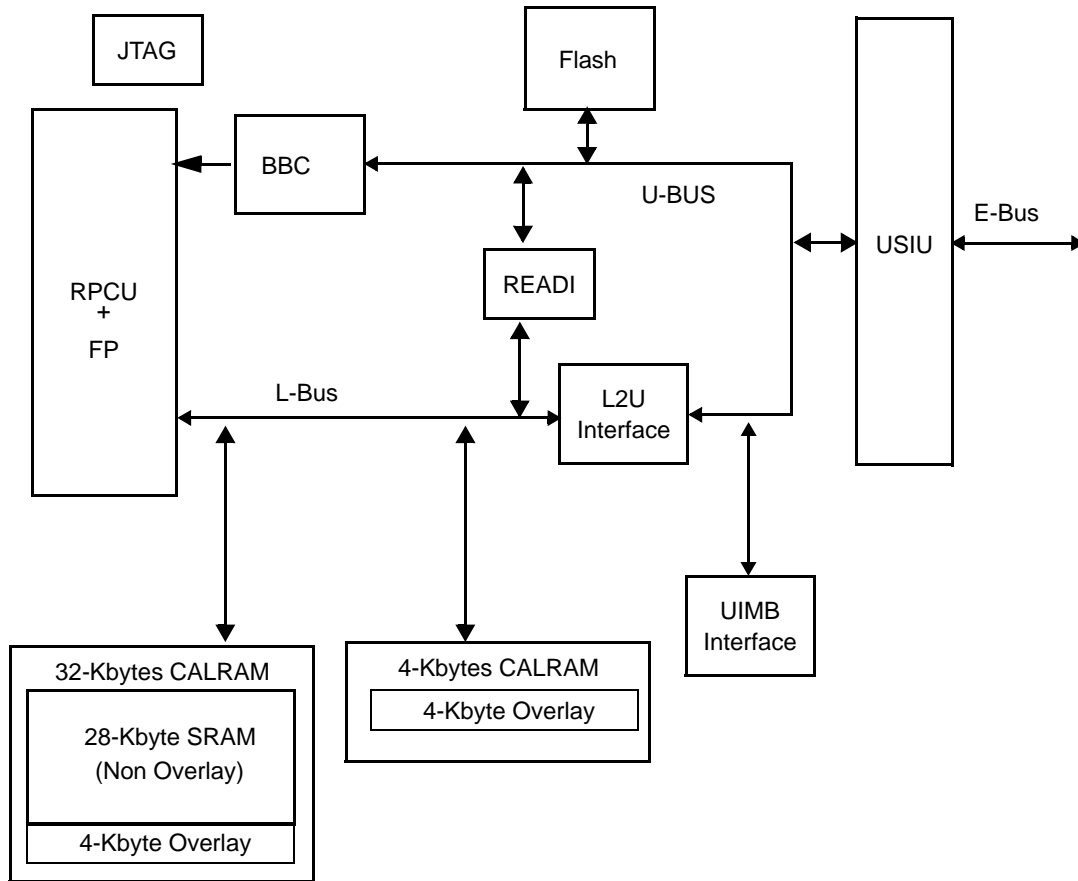 JTAG
Flash
BBC
U-BUS
E-Bus
USIU
READI
RPCU
+
FP
L-Bus
L2U
Interface
UIMB
Interface
32-Kbytes CALRAM
28-Kbyte SRAM
(Non Overlay)
4-Kbyte Overlay
4-Kbytes CALRAM
4-Kbyte Overlay